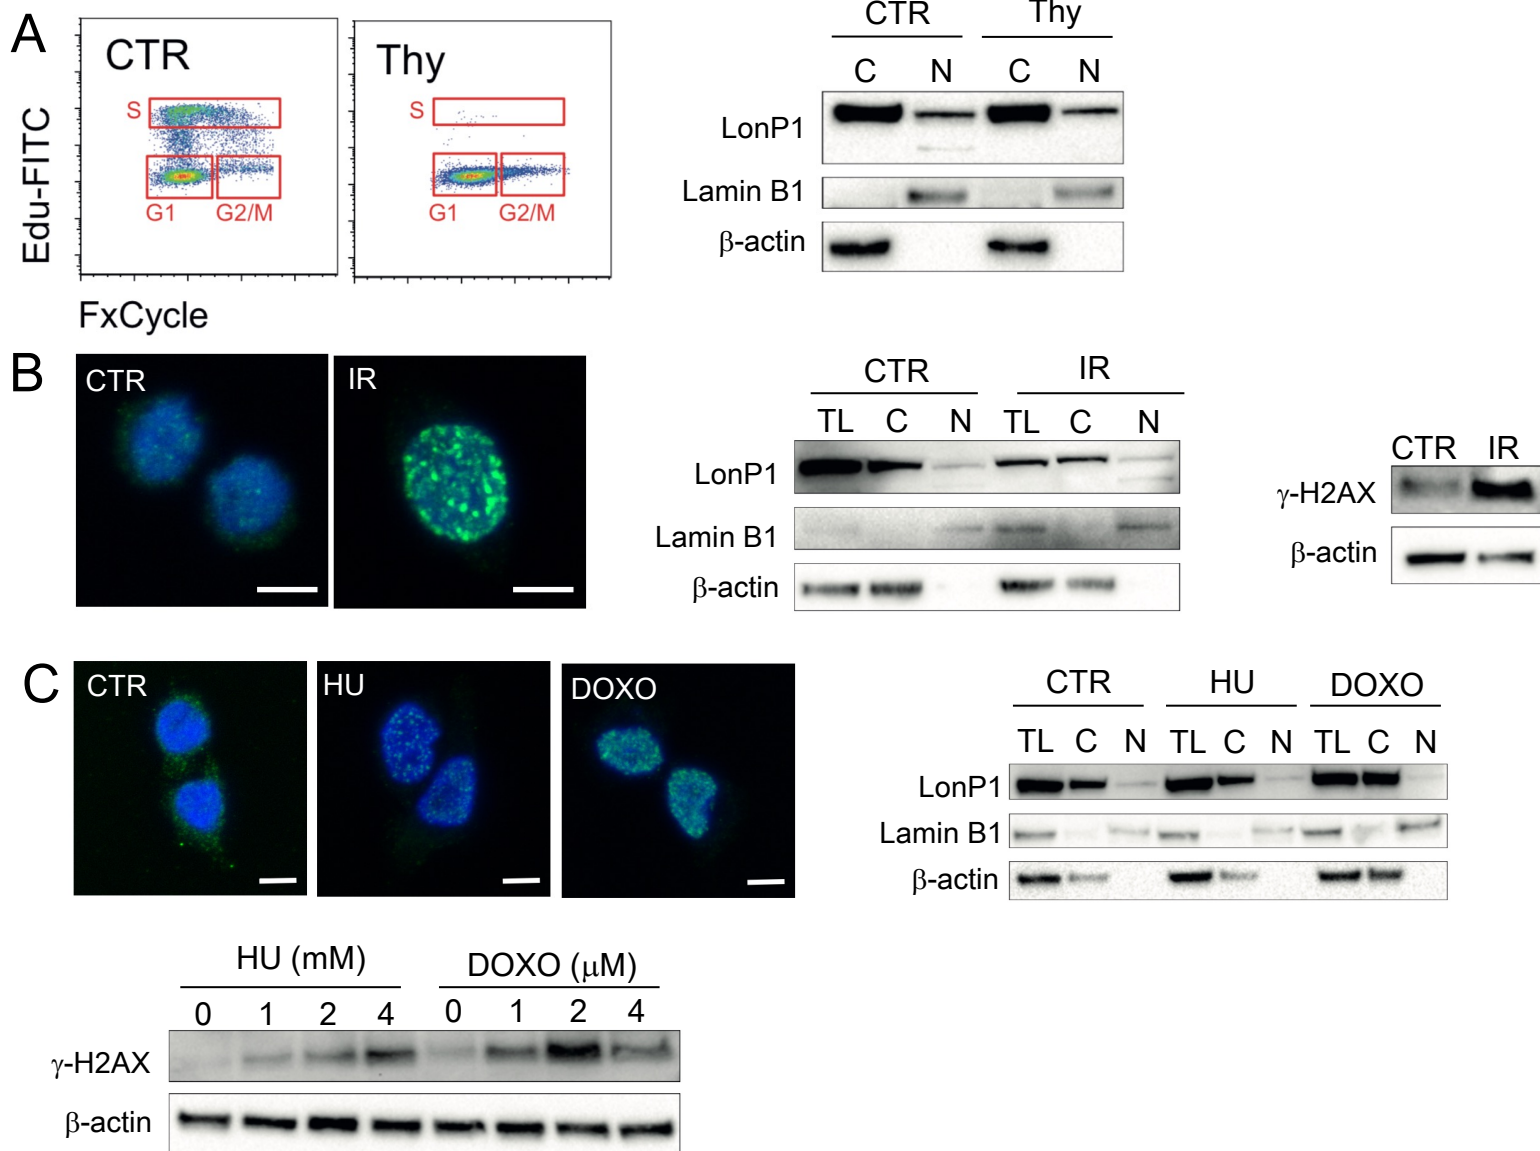 A
CTR
Thy
S
S
G1
G2/M
G1
G2/M
Edu-FITC
FxCycle
CTR Thy
C N C N
LonP1
Lamin B1
β-actin
B
CTR
IR
CTR IR
TL C N TL C N
LonP1
Lamin B1
β-actin
CTR IR
γ-H2AX
β-actin
C
CTR
HU
DOXO
CTR HU DOXO
TL C N TL C N TL C N
LonP1
Lamin B1
β-actin
HU (mM) DOXO (μM)
0 1 2 4 0 1 2 4
γ-H2AX
β-actin